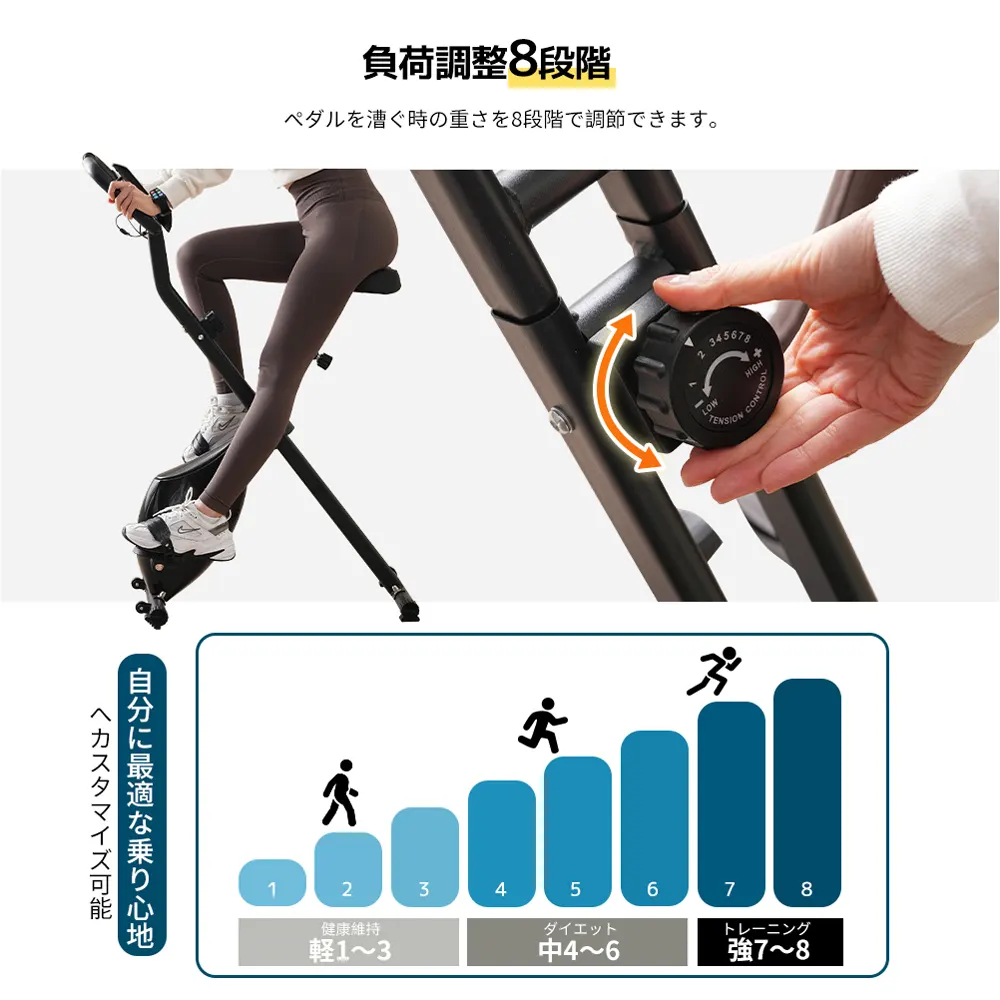 負荷調整8段階
ペダルを漕ぐ時の重さを8段階で調節できます。
1 2 345678
LOW HIGH
TENSION CONTROL
自分に最適な乗り心地
へカスタマイズ可能
1 2 3 4 5 6 7 8
健康維持
軽1〜3
ダイエット
中4〜6
トレーニング
強7〜8